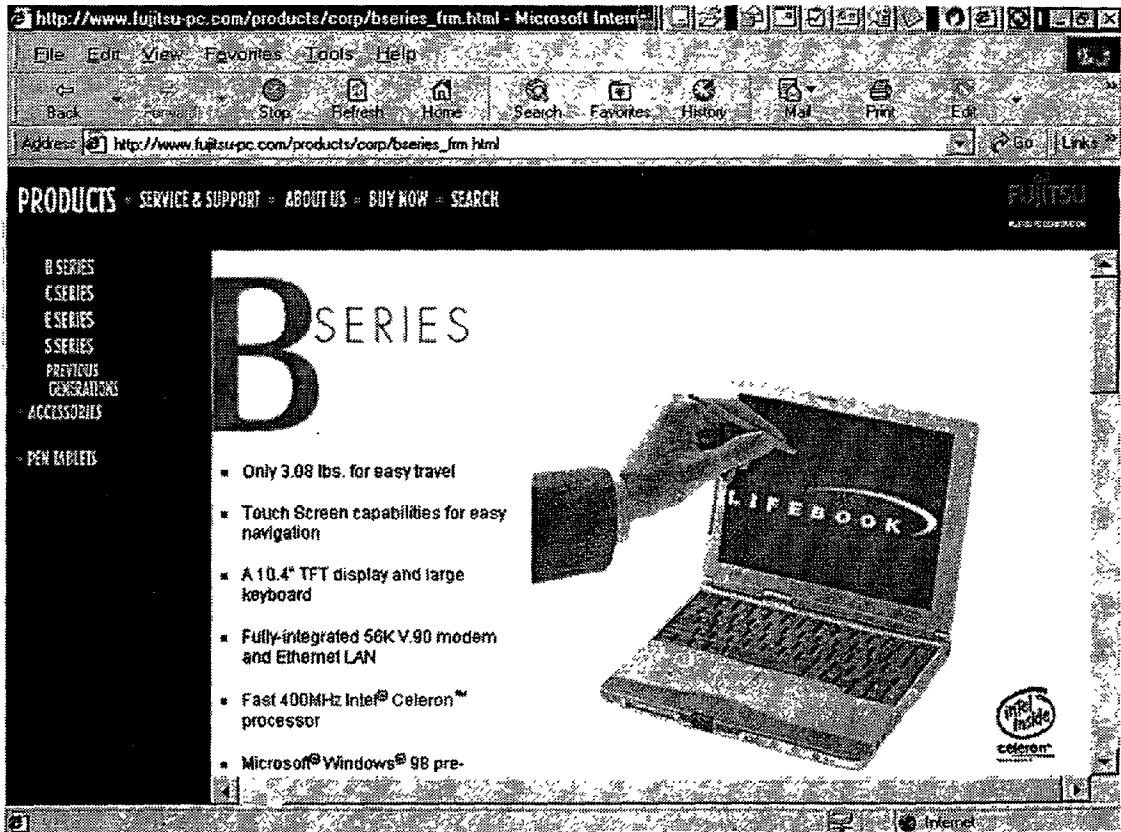 http://www.fujitsu-pc.com/products/corp/bseries_frm.html - Microsoft Intern
File Edit View Favorites Tools Help
Back Forward Stop Refresh Home Search Favorites History Mail Print Edit
Address http://www.fujitsu-pc.com/products/corp/bseries_frm.html Go Links
PRODUCTS SERVICE & SUPPORT ABOUT US BUY NOW SEARCH
FUJITSU
B SERIES
C SERIES
E SERIES
S SERIES
PREVIOUS
GENERATIONS
ACCESSORIES
PEN TABLETS
B SERIES
Only 3.08 lbs. for easy travel
Touch Screen capabilities for easy
navigation
A 10.4" TFT display and large
keyboard
Fully-integrated 56K V.90 modem
and Ethernet LAN
Fast 400MHz Intel® Celeron™
processor
Microsoft® Windows® 98 pre-
LIFEBOOK
intel
inside
celeron™
Internet